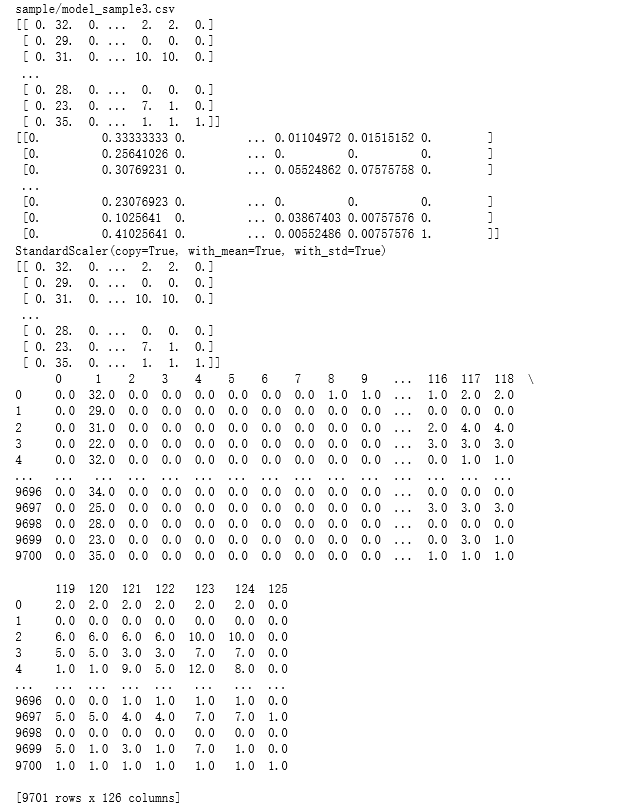 sample/model_sample3.csv
[[ 0. 32.  0. ...  2.  2.  0.]
 [ 0. 29.  0. ...  0.  0.  0.]
 [ 0. 31.  0. ... 10. 10.  0.]
 ...
 [ 0. 28.  0. ...  0.  0.  0.]
 [ 0. 23.  0. ...  7.  1.  0.]
 [ 0. 35.  0. ...  1.  1.  1.]]
[[0.         0.33333333 0.         ... 0.01104972 0.01515152 0.        ]
 [0.         0.25641026 0.         ... 0.         0.         0.        ]
 [0.         0.30769231 0.         ... 0.05524862 0.07575758 0.        ]
 ...
 [0.         0.23076923 0.         ... 0.         0.         0.        ]
 [0.         0.1025641  0.         ... 0.03867403 0.00757576 0.        ]
 [0.         0.41025641 0.         ... 0.00552486 0.00757576 1.        ]]
StandardScaler(copy=True, with_mean=True, with_std=True)
[[ 0. 32.  0. ...  2.  2.  0.]
 [ 0. 29.  0. ...  0.  0.  0.]
 [ 0. 31.  0. ... 10. 10.  0.]
 ...
 [ 0. 28.  0. ...  0.  0.  0.]
 [ 0. 23.  0. ...  7.  1.  0.]
 [ 0. 35.  0. ...  1.  1.  1.]]
      0     1    2    3    4    5    6    7    8    9    ...  116  117  118  \
0     0.0  32.0  0.0  0.0  0.0  0.0  0.0  0.0  1.0  1.0  ...  1.0  2.0  2.0
1     0.0  29.0  0.0  0.0  0.0  0.0  0.0  0.0  0.0  0.0  ...  0.0  0.0  0.0
2     0.0  31.0  0.0  0.0  0.0  0.0  0.0  0.0  0.0  0.0  ...  2.0  4.0  4.0
3     0.0  22.0  0.0  0.0  0.0  0.0  0.0  0.0  0.0  0.0  ...  3.0  3.0  3.0
4     0.0  32.0  0.0  0.0  0.0  0.0  0.0  0.0  0.0  0.0  ...  0.0  1.0  1.0
...   ...   ...  ...  ...  ...  ...  ...  ...  ...  ...  ...  ...  ...  ...
9696  0.0  34.0  0.0  0.0  0.0  0.0  0.0  0.0  0.0  0.0  ...  0.0  0.0  0.0
9697  0.0  25.0  0.0  0.0  0.0  0.0  0.0  0.0  0.0  0.0  ...  3.0  3.0  3.0
9698  0.0  28.0  0.0  0.0  0.0  0.0  0.0  0.0  0.0  0.0  ...  0.0  0.0  0.0
9699  0.0  23.0  0.0  0.0  0.0  0.0  0.0  0.0  0.0  0.0  ...  0.0  3.0  1.0
9700  0.0  35.0  0.0  0.0  0.0  0.0  0.0  0.0  0.0  0.0  ...  1.0  1.0  1.0
      119  120  121  122   123   124  125
0     2.0  2.0  2.0  2.0   2.0   2.0  0.0
1     0.0  0.0  0.0  0.0   0.0   0.0  0.0
2     6.0  6.0  6.0  6.0  10.0  10.0  0.0
3     5.0  5.0  3.0  3.0   7.0   7.0  0.0
4     1.0  1.0  9.0  5.0  12.0   8.0  0.0
...   ...  ...  ...  ...   ...   ...  ...
9696  0.0  0.0  1.0  1.0   1.0   1.0  0.0
9697  5.0  5.0  4.0  4.0   7.0   7.0  1.0
9698  0.0  0.0  0.0  0.0   0.0   0.0  0.0
9699  5.0  1.0  3.0  1.0   7.0   1.0  0.0
9700  1.0  1.0  1.0  1.0   1.0   1.0  1.0
[9701 rows x 126 columns]